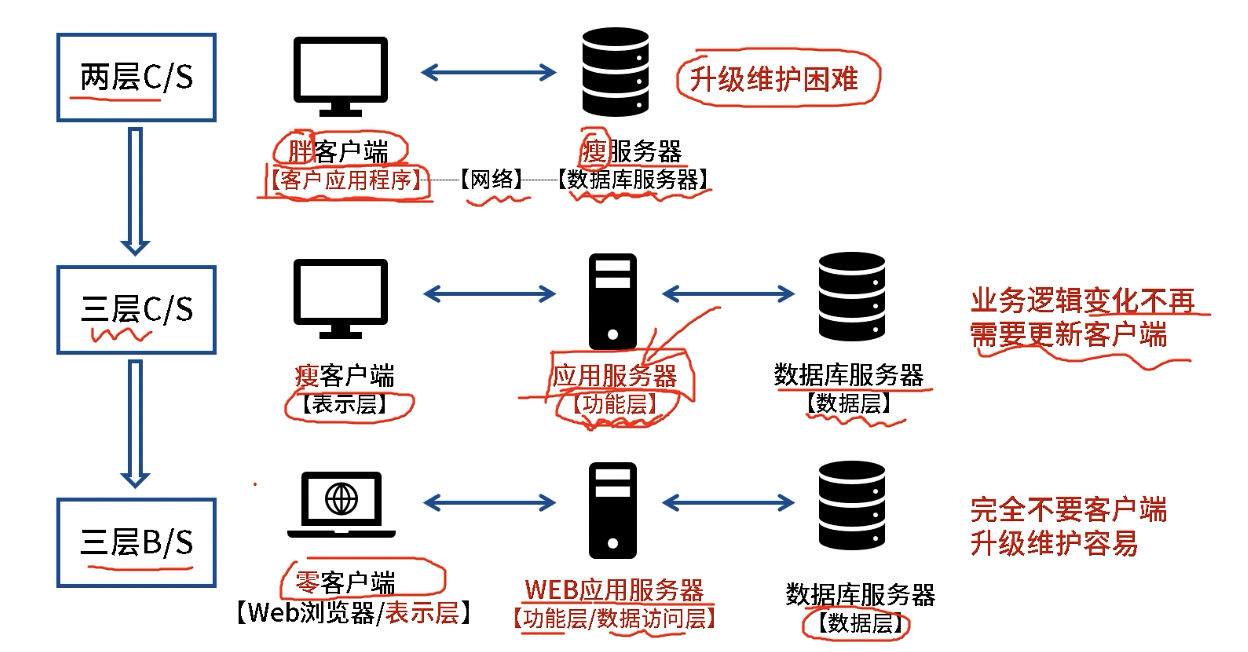 两层C/S
升级维护困难
胖客户端
瘦服务器
【客户应用程序】
【网络】
【数据库服务器】
三层C/S
业务逻辑变化不再
需要更新客户端
瘦客户端
应用服务器
数据库服务器
【表示层】
【功能层】
【数据层】
三层B/S
完全不要客户端
升级维护容易
零客户端
WEB应用服务器
数据库服务器
【Web浏览器/表示层】
【功能层/数据访问层】
【数据层】